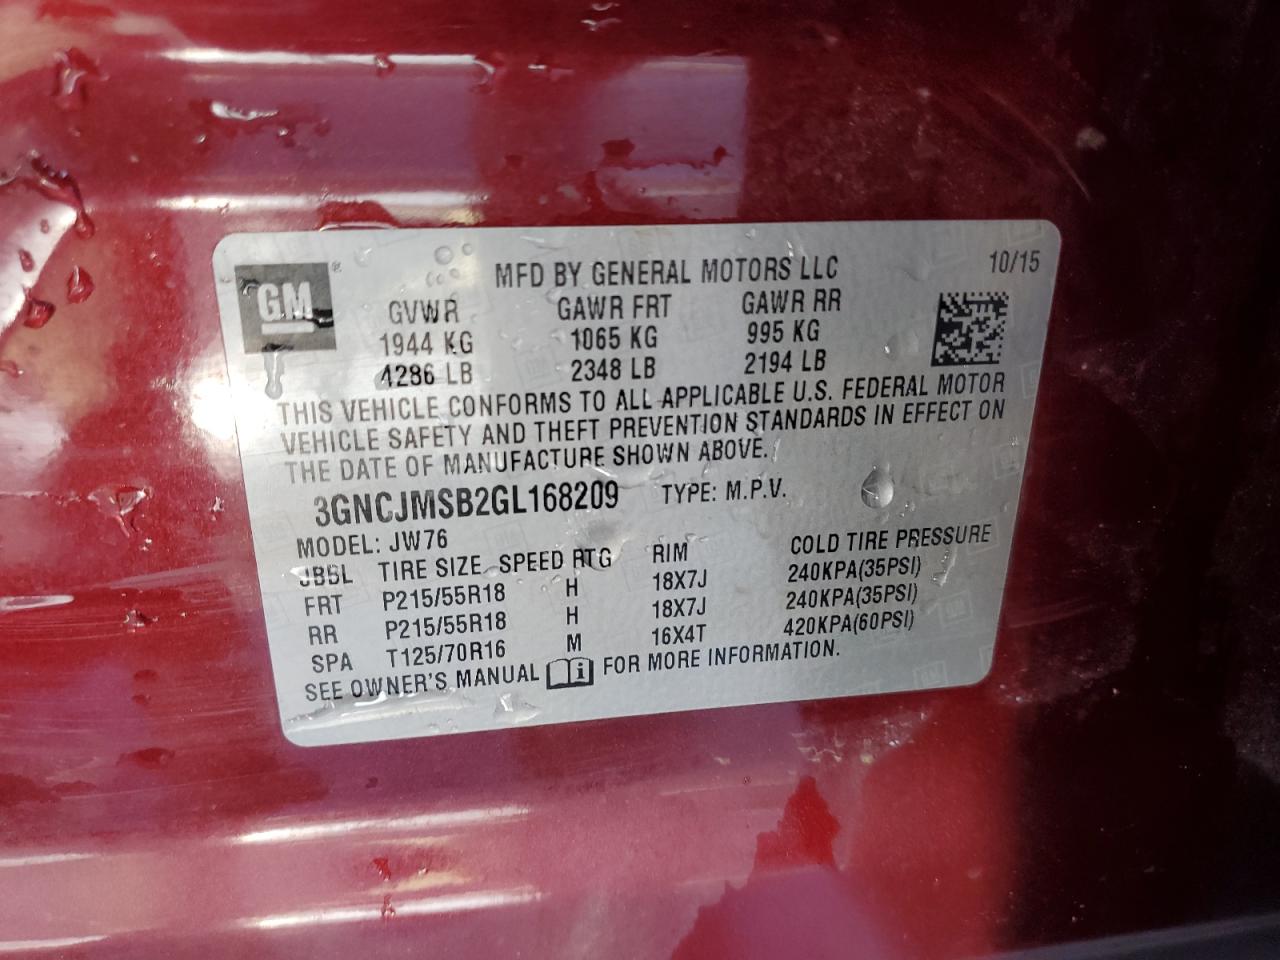 GM ®
MFD BY GENERAL MOTORS LLC 10/15
GVWR GAWR FRT GAWR RR
1944 KG 1065 KG 995 KG
4286 LB 2348 LB 2194 LB
THIS VEHICLE CONFORMS TO ALL APPLICABLE U.S. FEDERAL MOTOR
VEHICLE SAFETY AND THEFT PREVENTION STANDARDS IN EFFECT ON
THE DATE OF MANUFACTURE SHOWN ABOVE.
3GNCJMSB2GL168209 TYPE: M.P.V.
MODEL: JW76
JBSL TIRE SIZE SPEED RTG RIM COLD TIRE PRESSURE
FRT P215/55R18 H 18X7J 240KPA(35PSI)
RR P215/55R18 H 18X7J 240KPA(35PSI)
SPA T125/70R16 M 16X4T 420KPA(60PSI)
SEE OWNER'S MANUAL i FOR MORE INFORMATION.